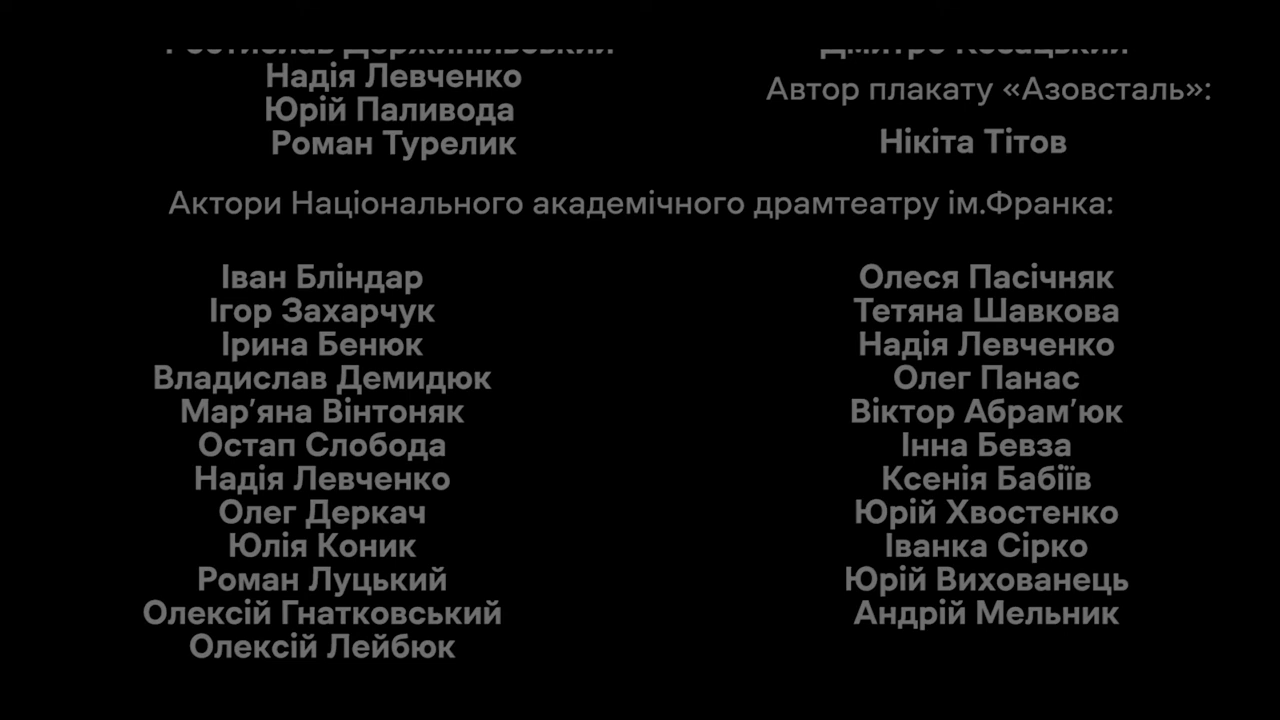 Надія Левченко
Юрій Паливода
Роман Турелик
Дмитро Козацький
Автор плакату «Азовсталь»:
Нікіта Тітов
Актори Національного академічного драмтеатру ім.Франка:
Іван Бліндар
Ігор Захарчук
Ірина Бенюк
Владислав Демидюк
Мар’яна Вінтоняк
Остап Слобода
Надія Левченко
Олег Деркач
Юлія Коник
Роман Луцький
Олексій Гнатковський
Олексій Лейбюк
Олеся Пасічняк
Тетяна Шавкова
Надія Левченко
Олег Панас
Віктор Абрам’юк
Інна Бевза
Ксенія Бабіїв
Юрій Хвостенко
Іванка Сірко
Юрій Вихованець
Андрій Мельник